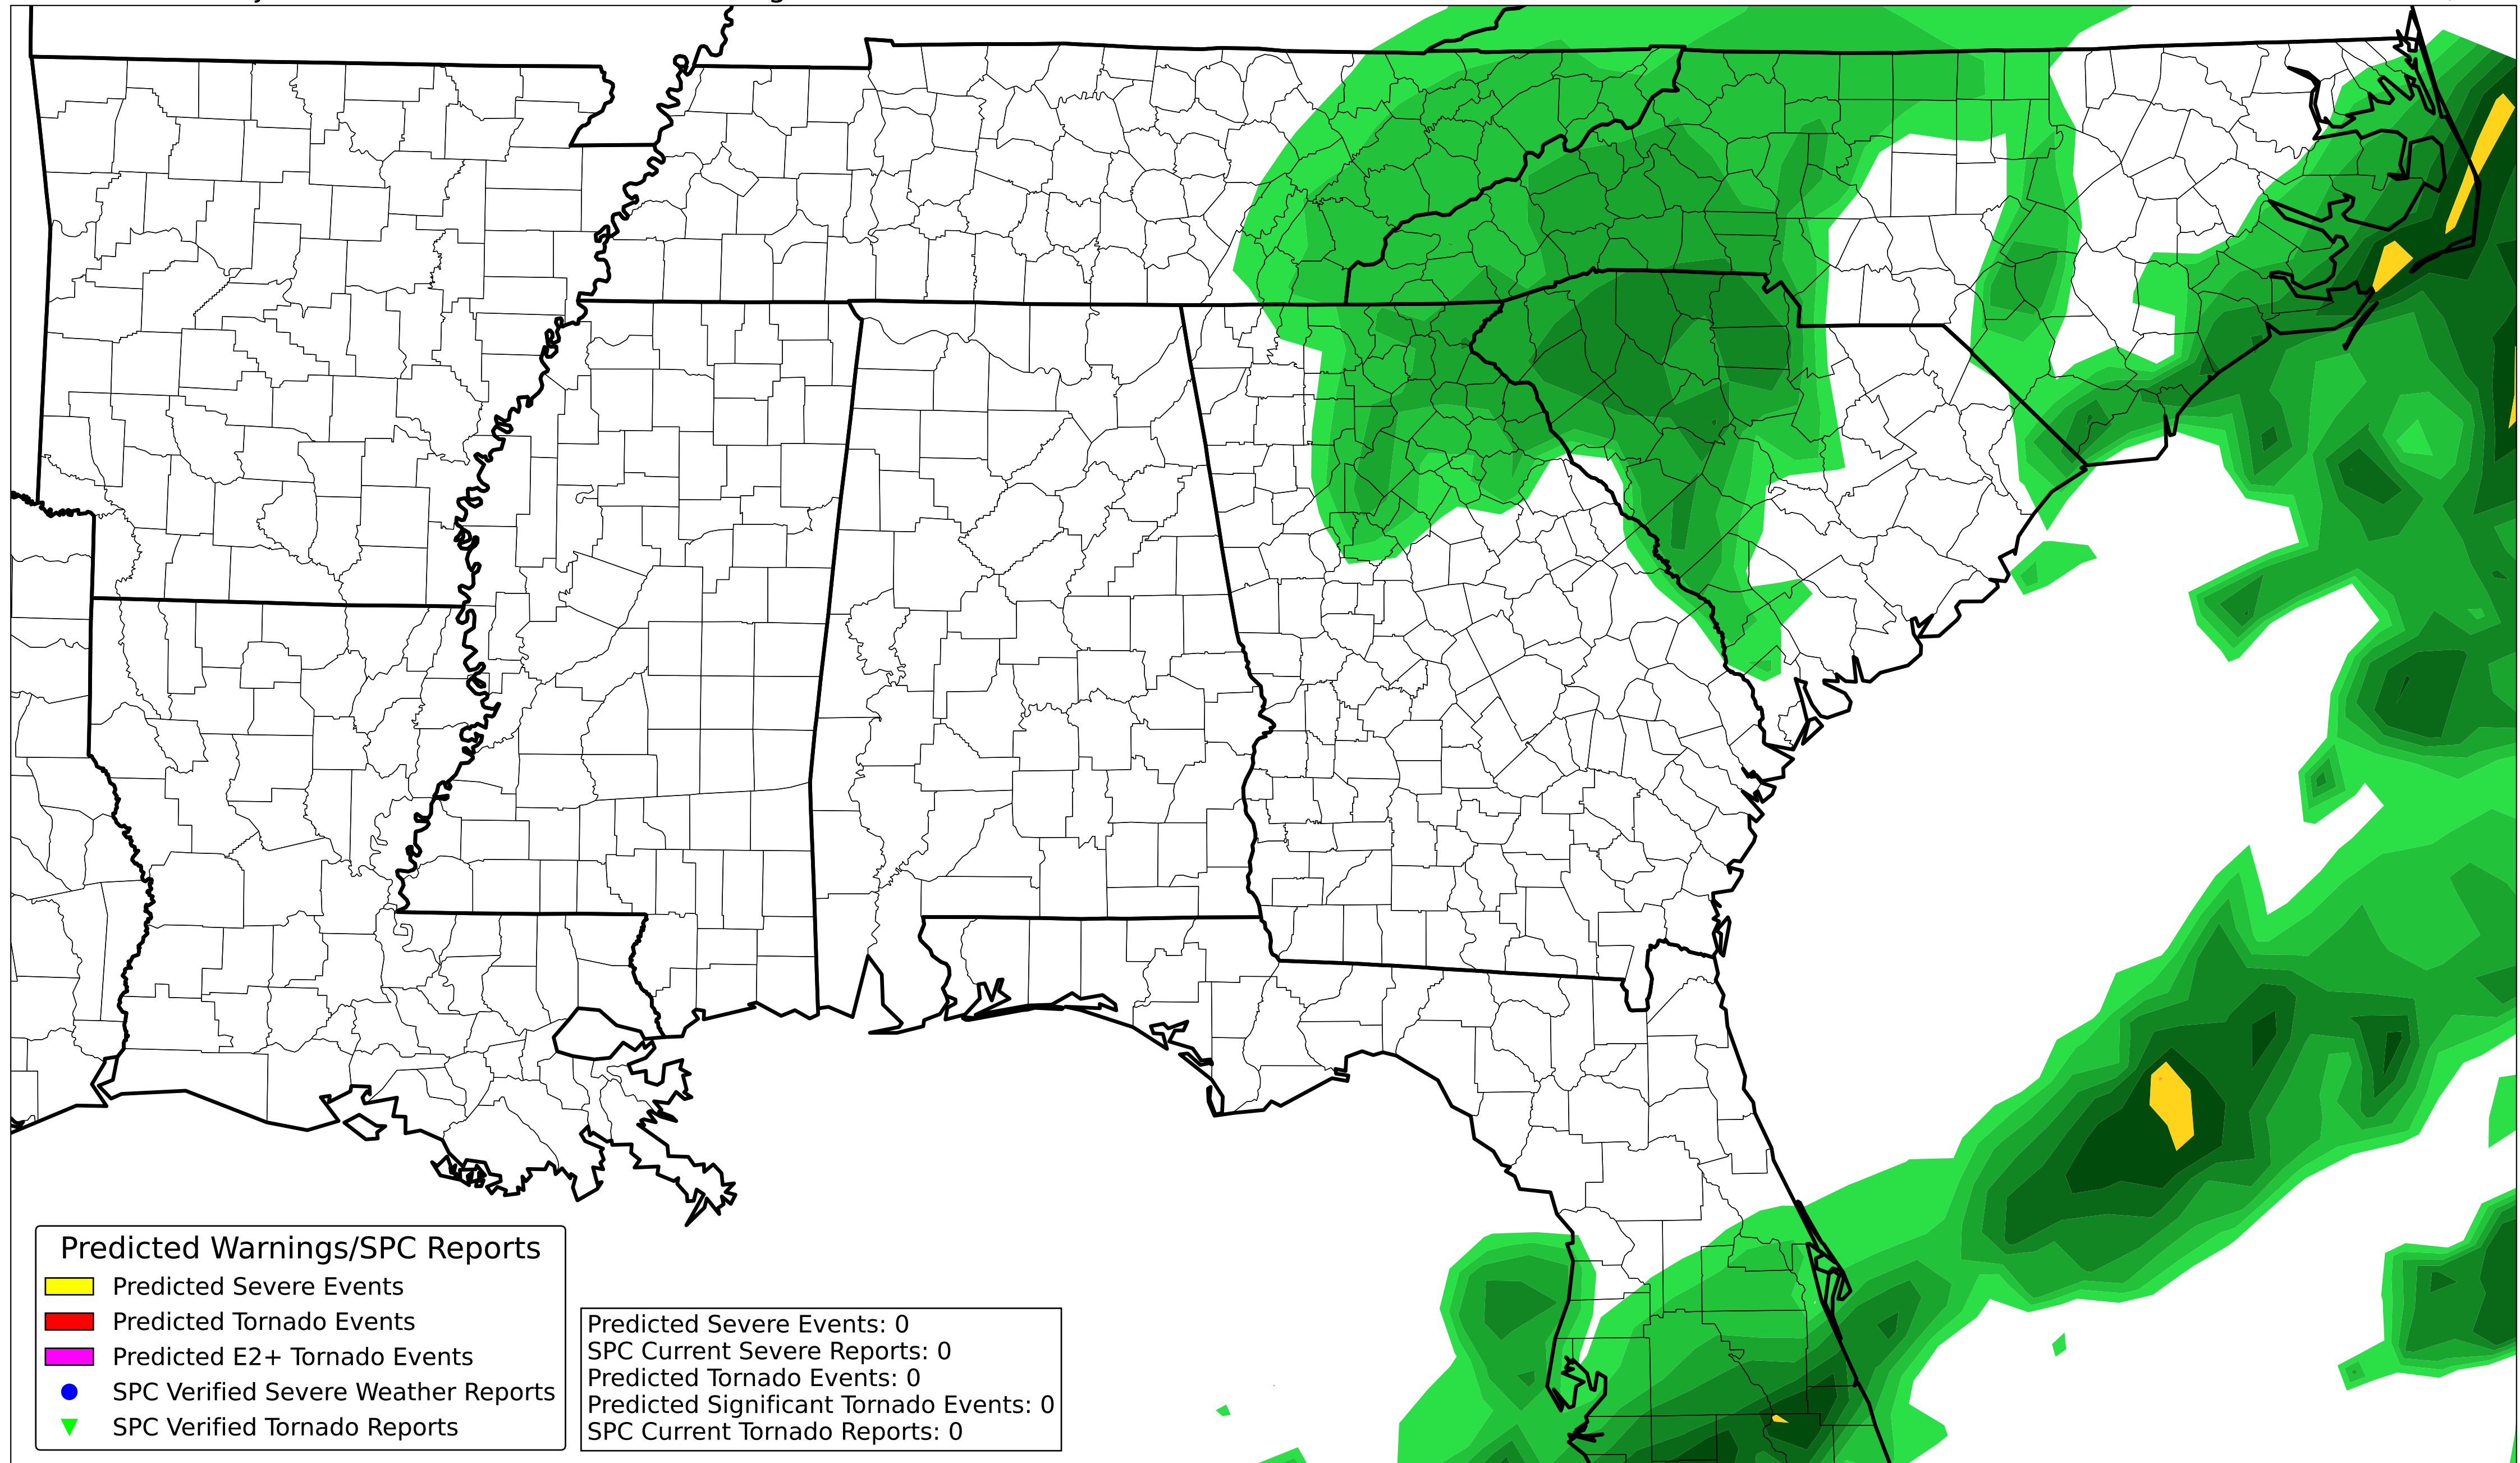 Predicted Warnings/SPC Reports
Predicted Severe Events
Predicted Tornado Events
Predicted E2+ Tornado Events
SPC Verified Severe Weather Reports
SPC Verified Tornado Reports
Predicted Severe Events: 0
SPC Current Severe Reports: 0
Predicted Tornado Events: 0
Predicted Significant Tornado Events: 0
SPC Current Tornado Reports: 0